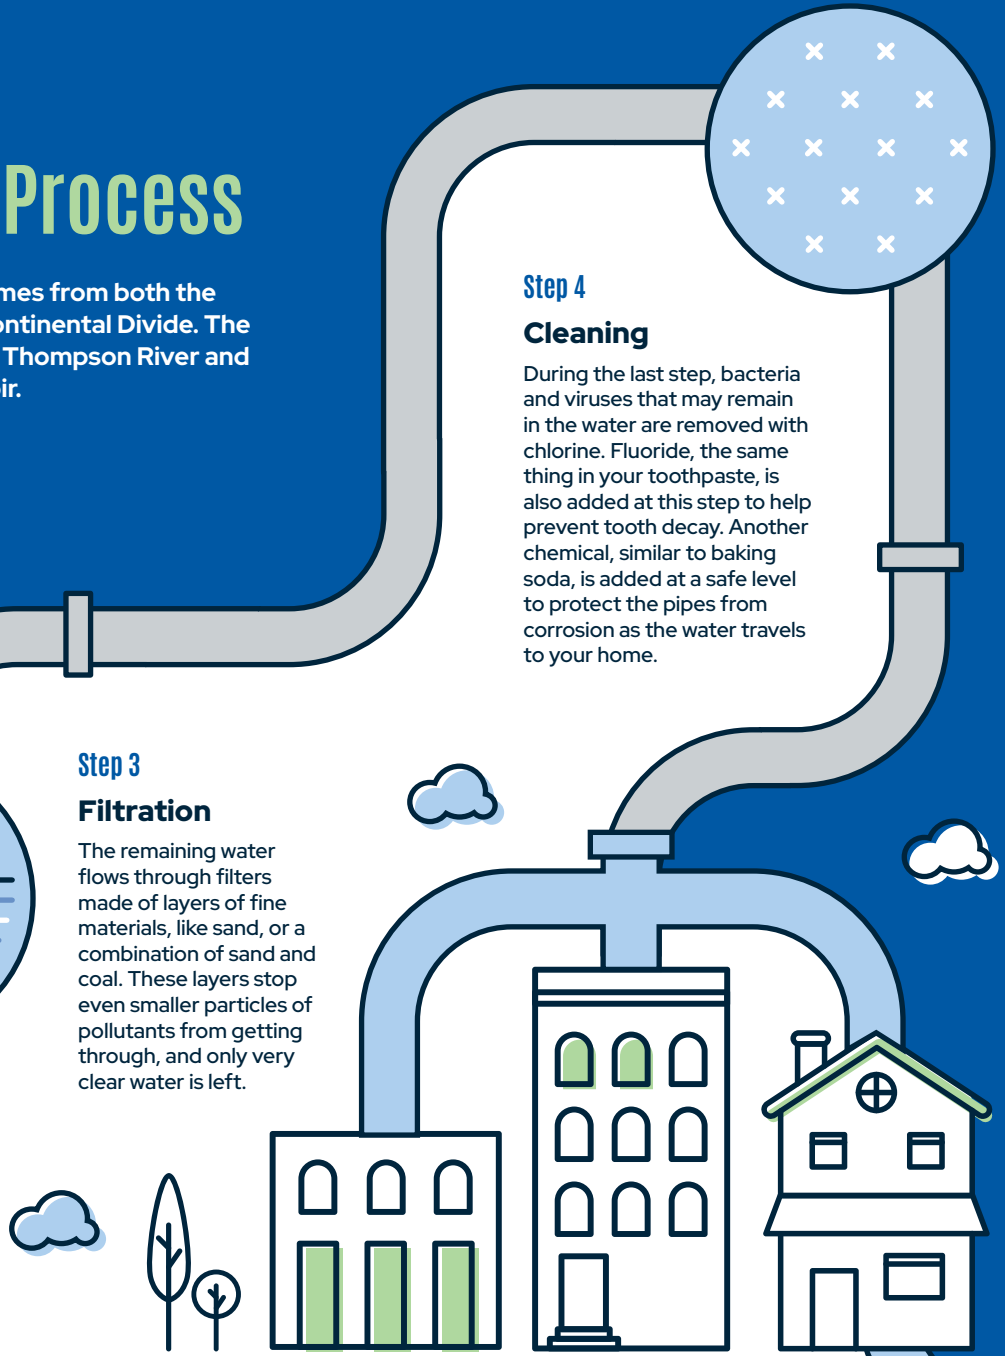 Process
mes from both the
ontinental Divide. The
Thompson River and
ir.
Step 4
Cleaning
During the last step, bacteria
and viruses that may remain
in the water are removed with
chlorine. Fluoride, the same
thing in your toothpaste, is
also added at this step to help
prevent tooth decay. Another
chemical, similar to baking
soda, is added at a safe level
to protect the pipes from
corrosion as the water travels
to your home.
Step 3
Filtration
The remaining water
flows through filters
made of layers of fine
materials, like sand, or a
combination of sand and
coal. These layers stop
even smaller particles of
pollutants from getting
through, and only very
clear water is left.